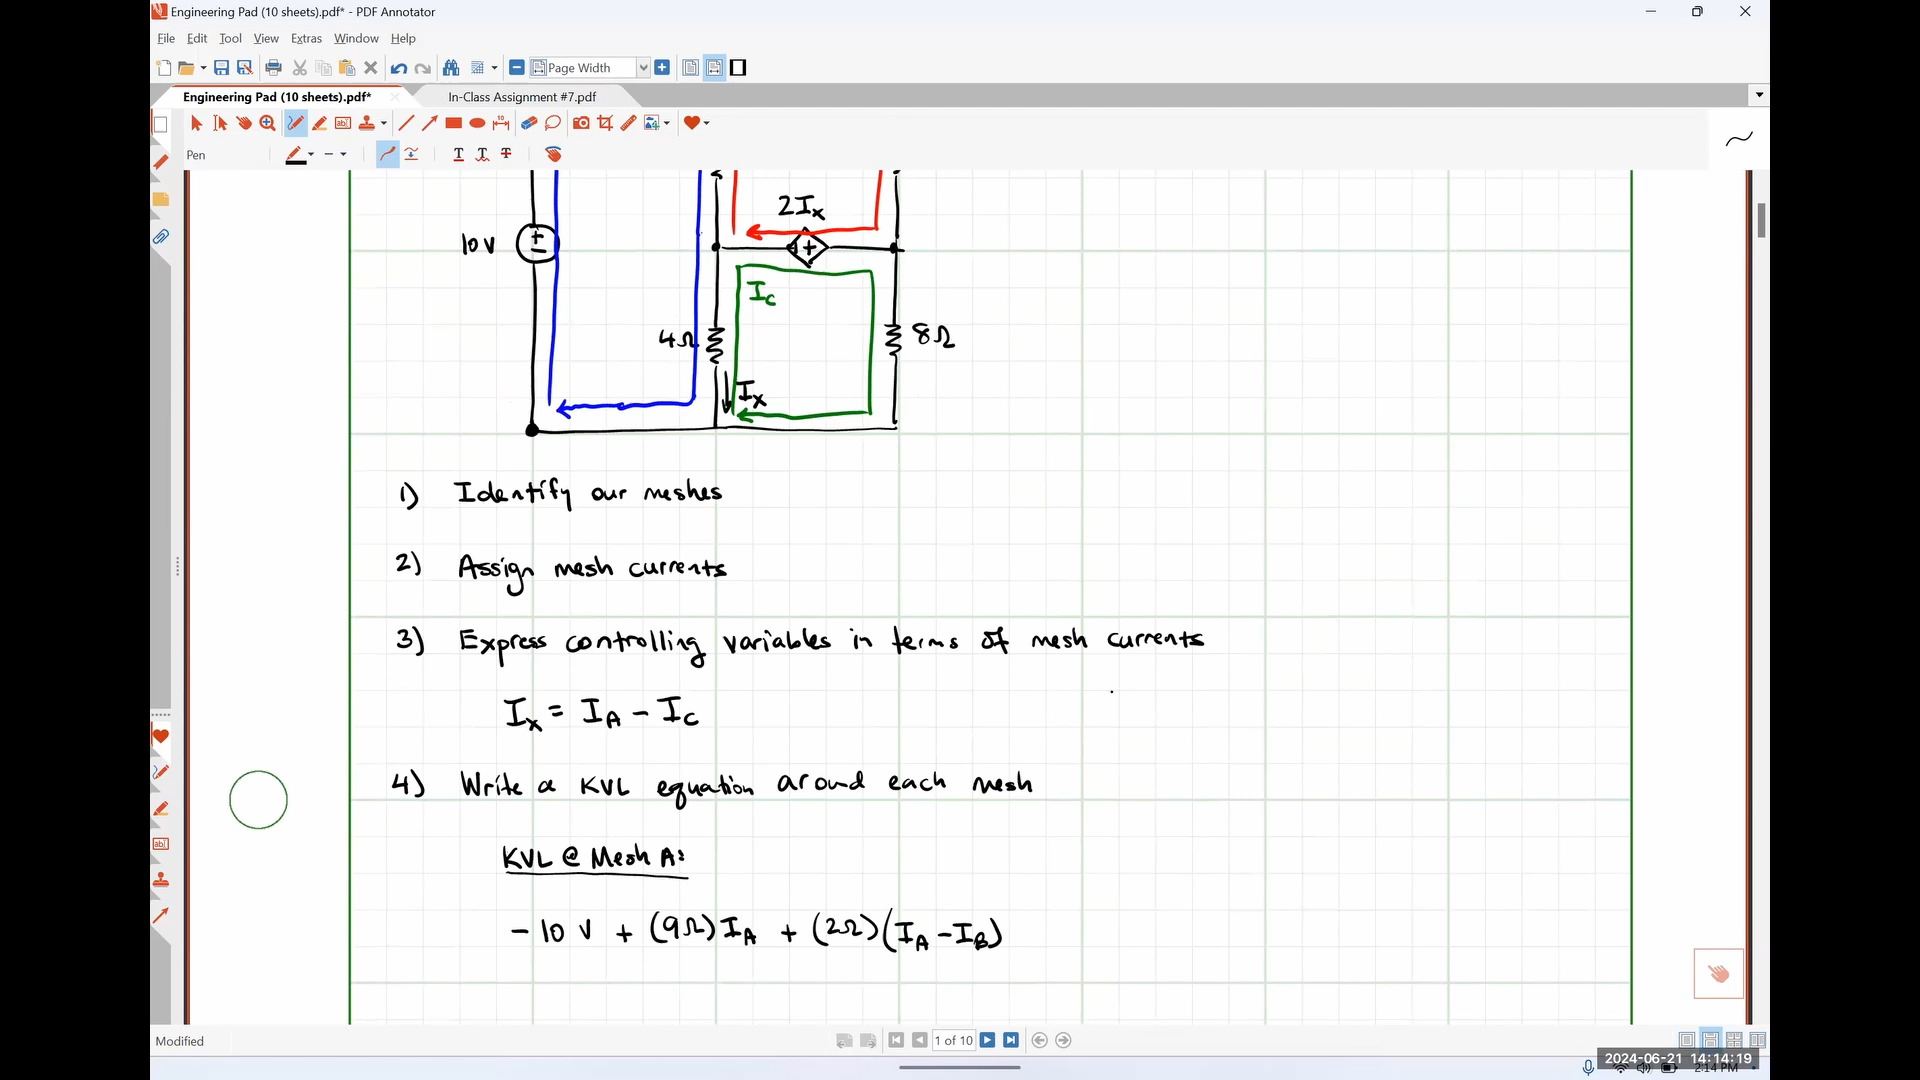 Engineering Pad (10 sheets).pdf* - PDF Annotator
File Edit Tool View Extras Window Help
Page Width
Engineering Pad (10 sheets).pdf*
In-Class Assignment #7.pdf
Pen
2Ix
10 V
+
−
+
Ic
4Ω
8Ω
Ix
1) Identify our meshes
2) Assign mesh currents
3) Express controlling variables in terms of mesh currents
Ix = IA - Ic
4) Write a KVL equation around each mesh
KVL @ Mesh A:
- 10 V + (9Ω) IA + (2Ω)(IA - IB)
Modified
1 of 10
2024-06-21 14:14:19
2:14 PM